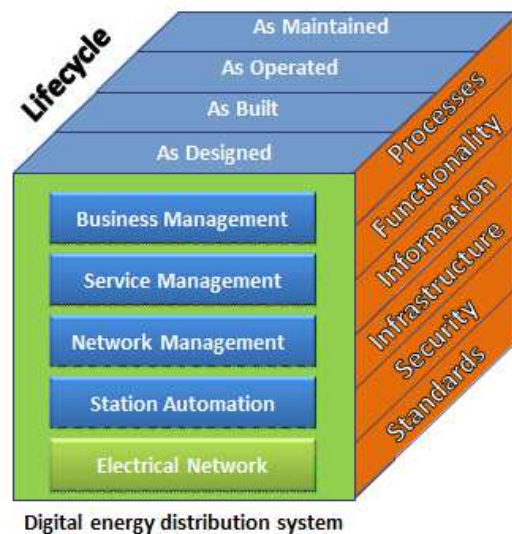 Lifecycle
As Maintained
As Operated
As Built
As Designed
Processes
Functionality
Information
Infrastructure
Security
Standards
Business Management
Service Management
Network Management
Station Automation
Electrical Network
Digital energy distribution system